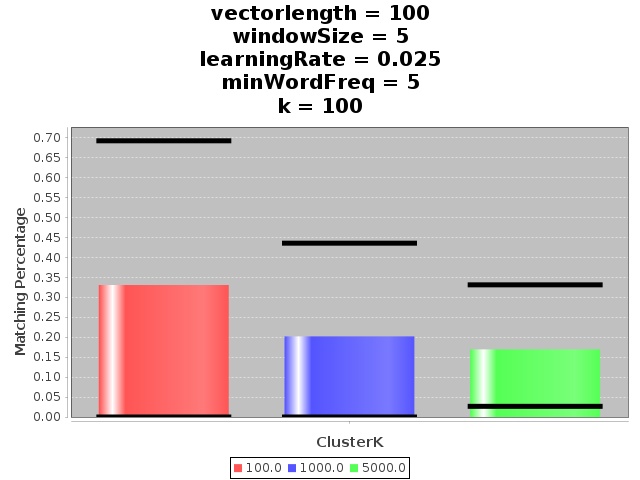 vectorlength = 100
windowSize = 5
learningRate = 0.025
minWordFreq = 5
k = 100
0.70
0.65
0.60
0.55
0.50
0.45
0.40
0.35
0.30
0.25
0.20
0.15
0.10
0.05
0.00
Matching Percentage
ClusterK
100.0 1000.0 5000.0